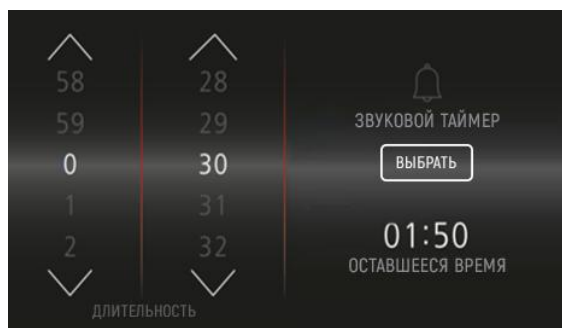 58 28
59 29
ЗВУКОВОЙ ТАЙМЕР
0 30
ВЫБРАТЬ
1 31
2 32
01:50
ОСТАВШЕЕСЯ ВРЕМЯ
ДЛИТЕЛЬНОСТЬ